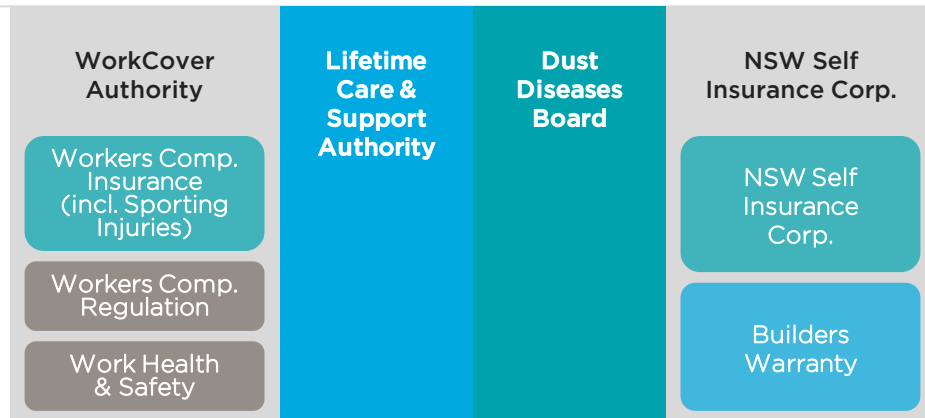 WorkCover
Authority
Workers Comp.
Insurance
(incl. Sporting
Injuries)
Workers Comp.
Regulation
Work Health
& Safety
Lifetime
Care &
Support
Authority
Dust
Diseases
Board
NSW Self
Insurance Corp.
NSW Self
Insurance
Corp.
Builders
Warranty